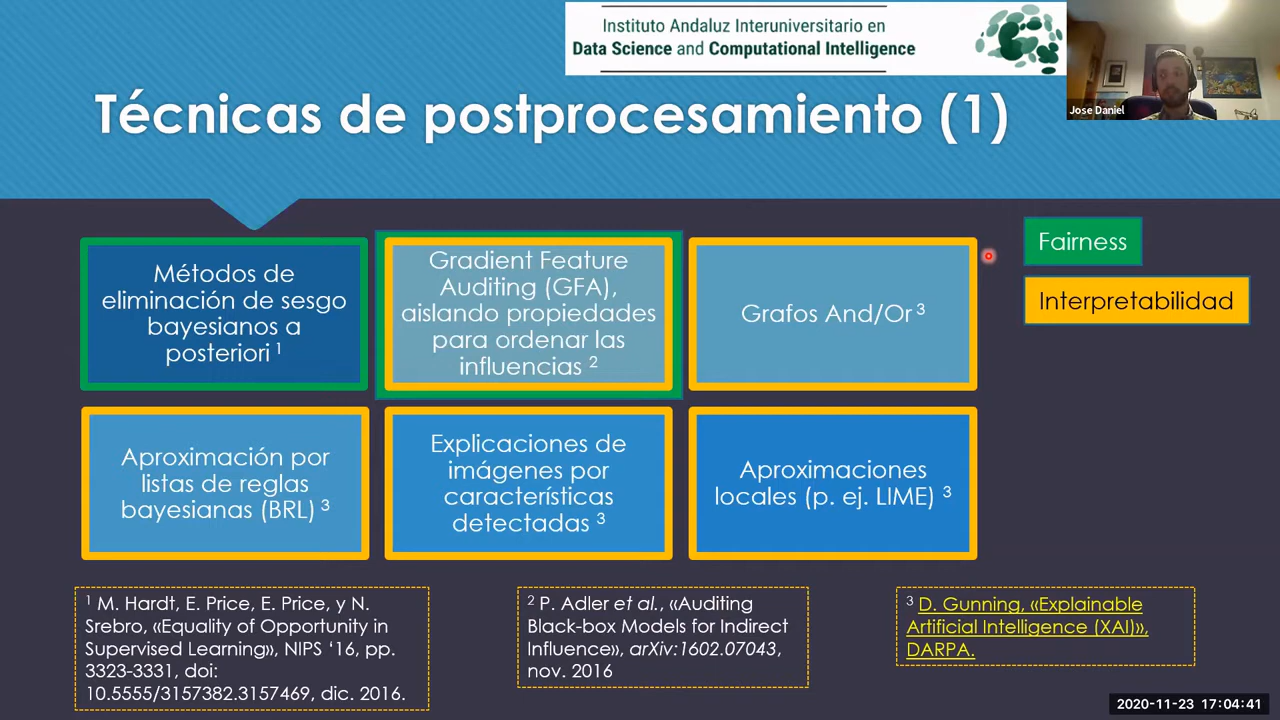 Instituto Andaluz Interuniversitario en
Data Science and Computational Intelligence
Jose Daniel
Técnicas de postprocesamiento (1)
Métodos de
eliminación de sesgo
bayesianos a
posteriori 1
Gradient Feature
Auditing (GFA),
aislando propiedades
para ordenar las
influencias 2
Grafos And/Or 3
Fairness
Interpretabilidad
Aproximación por
listas de reglas
bayesianas (BRL) 3
Explicaciones de
imágenes por
características
detectadas 3
Aproximaciones
locales (p. ej. LIME) 3
1 M. Hardt, E. Price, E. Price, y N.
Srebro, «Equality of Opportunity in
Supervised Learning», NIPS ‘16, pp.
3323-3331, doi:
10.5555/3157382.3157469, dic. 2016.
2 P. Adler et al., «Auditing
Black-box Models for Indirect
Influence», arXiv:1602.07043,
nov. 2016
3 D. Gunning, «Explainable
Artificial Intelligence (XAI)»,
DARPA.
2020-11-23 17:04:41